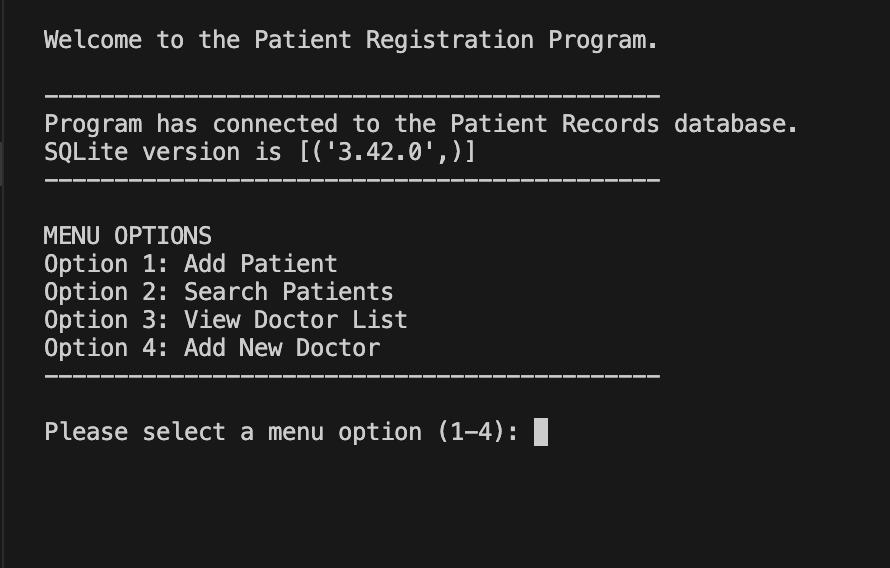 Welcome to the Patient Registration Program.
--------------------------------------------
Program has connected to the Patient Records database.
SQLite version is [('3.42.0',)]
--------------------------------------------
MENU OPTIONS
Option 1: Add Patient
Option 2: Search Patients
Option 3: View Doctor List
Option 4: Add New Doctor
--------------------------------------------
Please select a menu option (1-4):